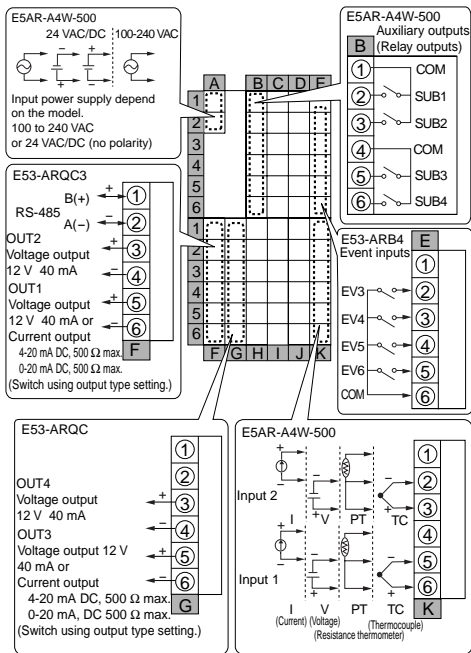 E5AR-A4W-500
24 VAC/DC 100-240 VAC
− + 
Input power supply depend
on the model.
100 to 240 VAC
or 24 VAC/DC (no polarity)
E53-ARQC3
B(+) + − 1
RS-485
A(−) − 2
OUT2
Voltage output + 3
12 V 40 mA − 4
OUT1
Voltage output + 5
12 V 40 mA or − 6
Current output
4-20 mA DC, 500 Ω max.
0-20 mA DC, 500 Ω max.
(Switch using output type setting.)
F
A B C D E
1
2
3
4
5
6
1
2
3
4
5
6
F G H I J K
E5AR-A4W-500
Auxiliary outputs
(Relay outputs)
B
1 COM
2 SUB1
3 SUB2
4 COM
5 SUB3
6 SUB4
E53-ARB4
Event inputs
E
1
EV3 2
EV4 3
EV5 4
EV6 5
COM 6
E53-ARQC
1
2
OUT4
Voltage output + 3
12 V 40 mA − 4
OUT3
Voltage output 12 V + 5
40 mA or − 6
Current output
4-20 mA DC, 500 Ω max.
0-20 mA, DC 500 Ω max.
(Switch using output type setting.)
G
E5AR-A4W-500
1
2
3
4
5
6
Input 2
+ − − + − +
I V PT TC
Input 1
+ − − + − +
I V PT TC
(Current) (Voltage) (Thermocouple)
(Resistance thermometer)
K